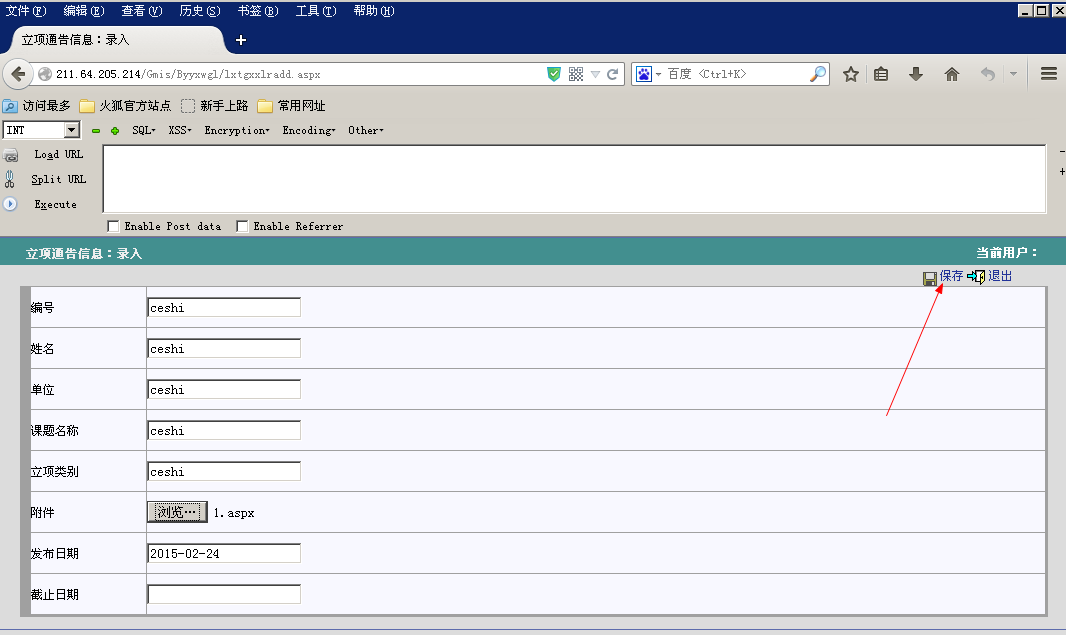 文件(F) 编辑(E) 查看(V) 历史(S) 书签(B) 工具(T) 帮助(H)
立项通告信息：录入
211.64.205.214/Gmis/Byyxwgl/lxtgxxlradd.aspx 百度 <Ctrl+K>
访问最多 火狐官方站点 新手上路 常用网址
INT SQL XSS Encryption Encoding Other
Load URL
Split URL
Execute
Enable Post data Enable Referrer
立项通告信息：录入 当前用户：
保存 退出
编号 ceshi
姓名 ceshi
单位 ceshi
课题名称 ceshi
立项类别 ceshi
附件 浏览… 1.aspx
发布日期 2015-02-24
截止日期